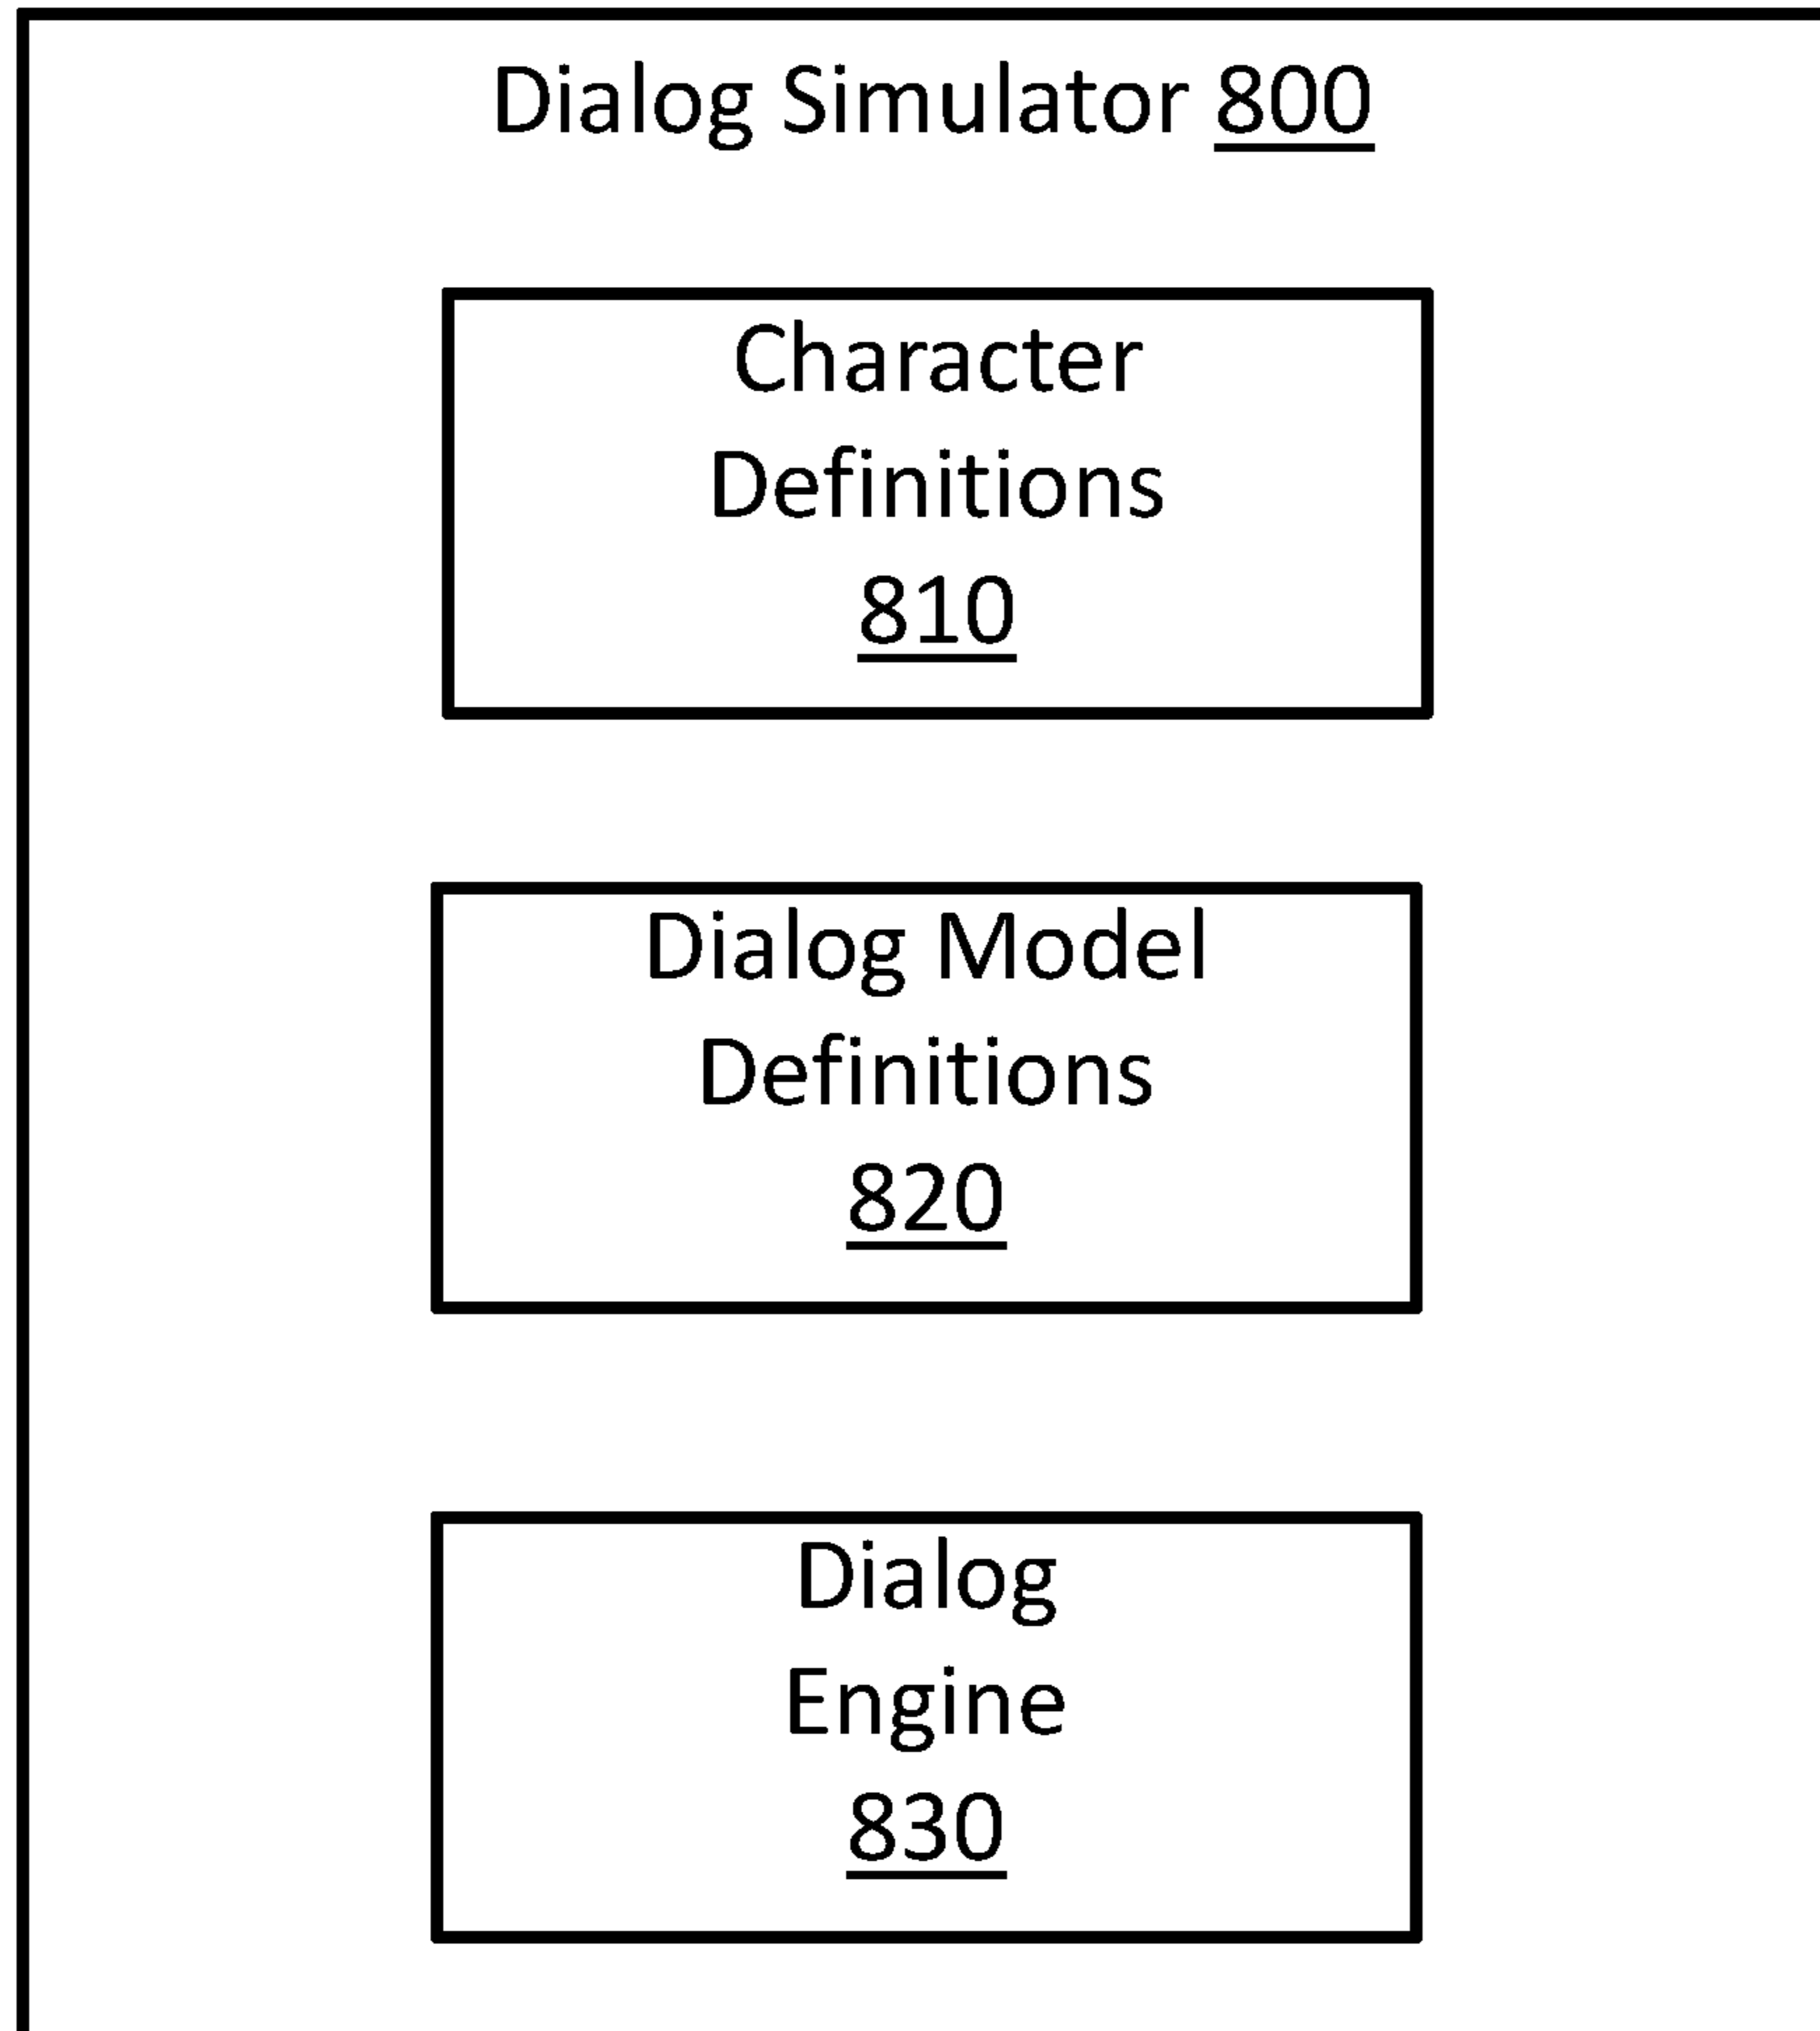 Dialog Simulator 800
Character
Definitions
810
Dialog Model
Definitions
820
Dialog
Engine
830